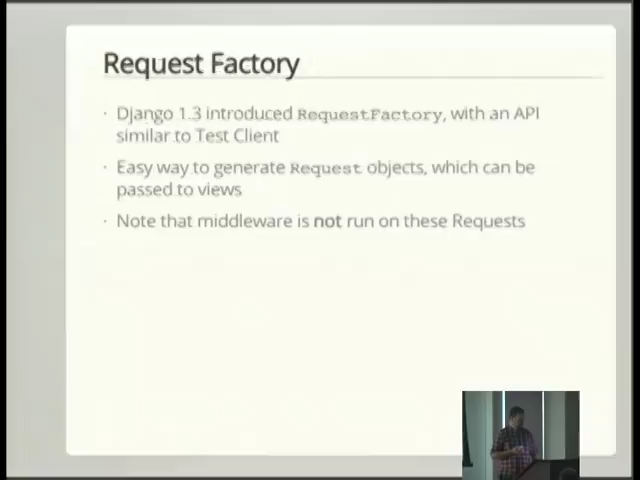 Request Factory
· Django 1.3 introduced RequestFactory, with an API
similar to Test Client
· Easy way to generate Request objects, which can be
passed to views
· Note that middleware is not run on these Requests